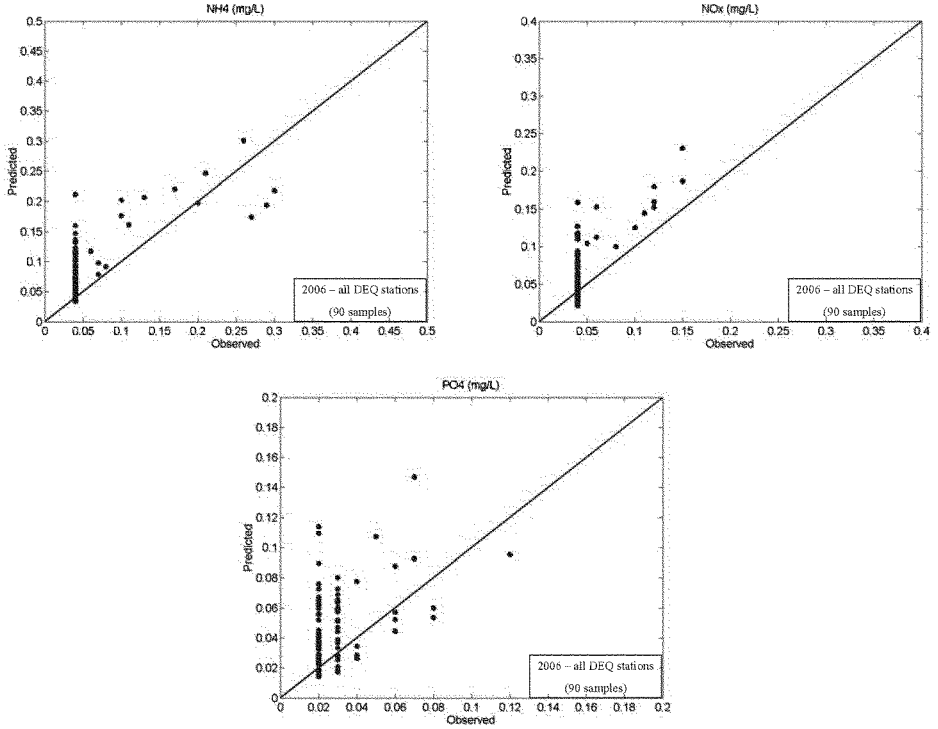 NH4 (mg/L)
0.5
0.45
0.4
0.35
0.3
0.25
0.2
0.15
0.1
0.05
0
Predicted
2006 – all DEQ stations
(90 samples)
0 0.05 0.1 0.15 0.2 0.25 0.3 0.35 0.4 0.45 0.5
Observed
NOx (mg/L)
0.4
0.35
0.3
0.25
0.2
0.15
0.1
0.05
0
Predicted
2006 – all DEQ stations
(90 samples)
0 0.05 0.1 0.15 0.2 0.25 0.3 0.35 0.4
Observed
PO4 (mg/L)
0.2
0.18
0.16
0.14
0.12
0.1
0.08
0.06
0.04
0.02
0
Predicted
2006 – all DEQ stations
(90 samples)
0 0.02 0.04 0.06 0.08 0.1 0.12 0.14 0.16 0.18 0.2
Observed